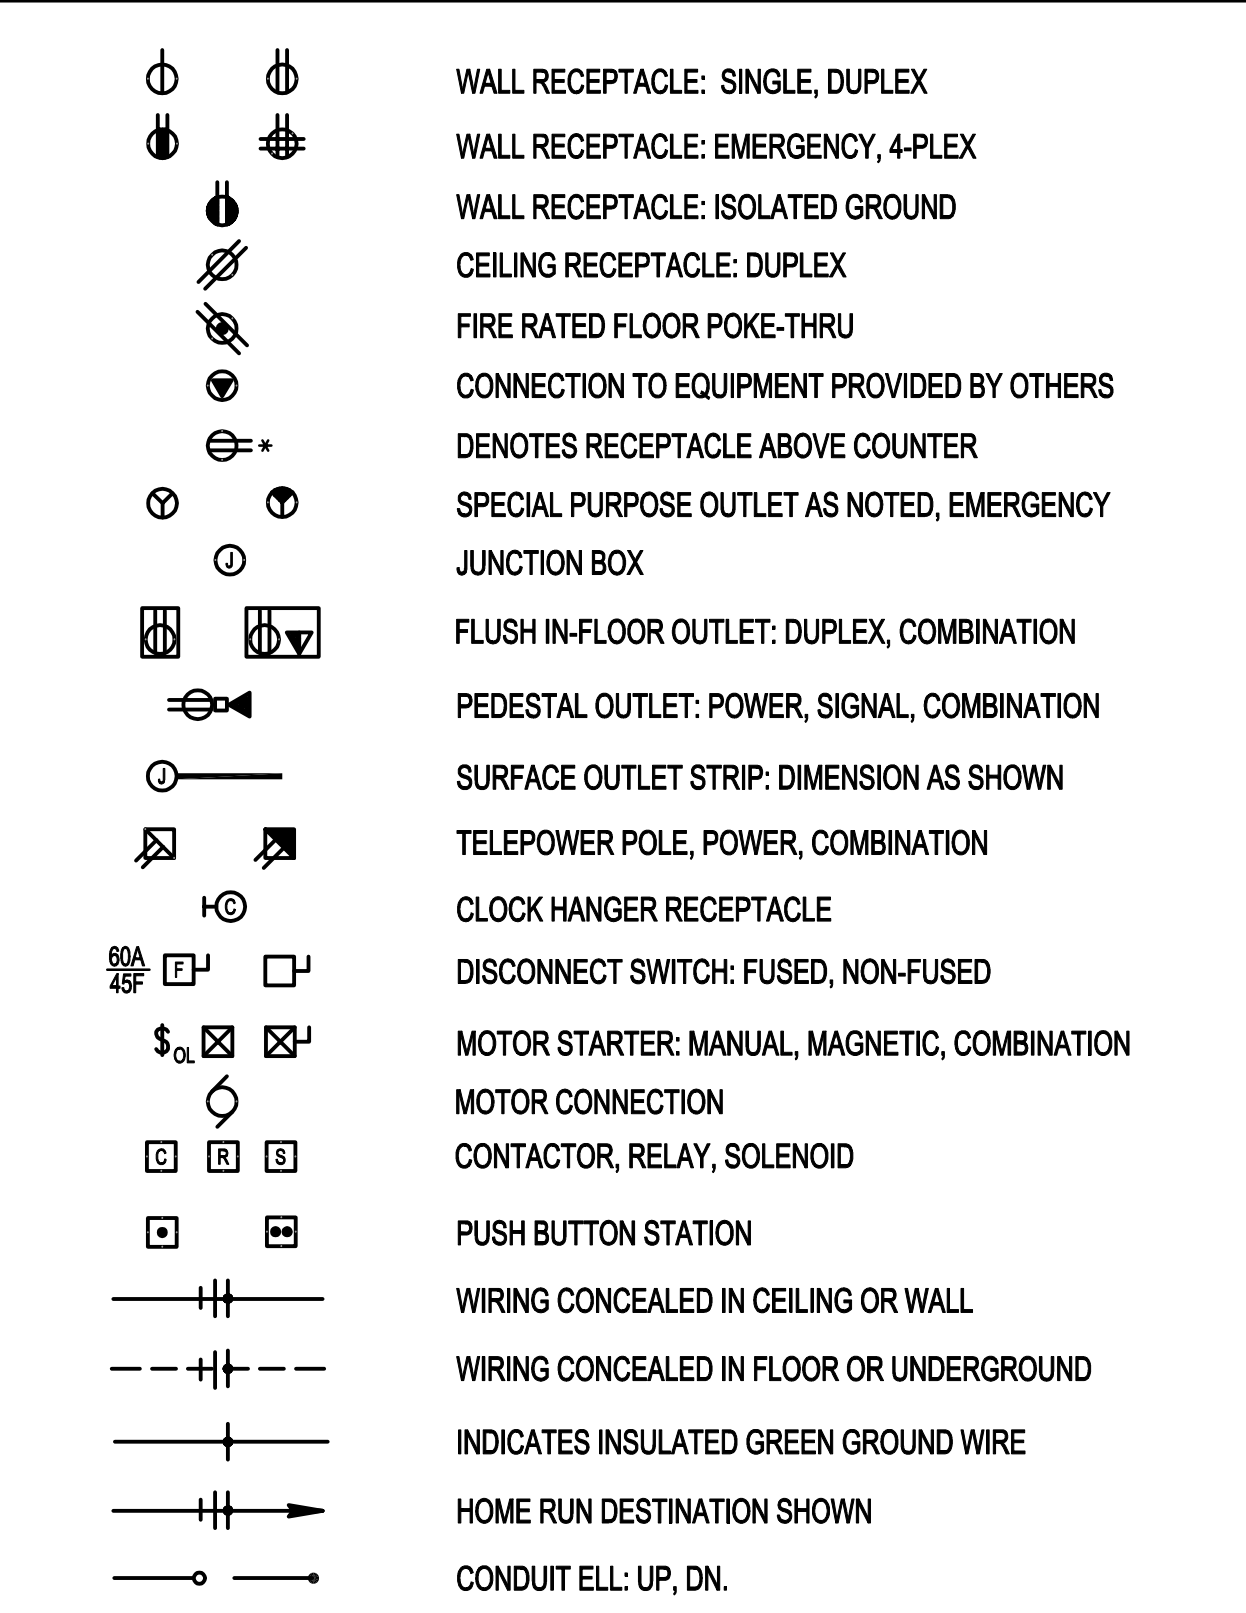 WALL RECEPTACLE: SINGLE, DUPLEX
WALL RECEPTACLE: EMERGENCY, 4-PLEX
WALL RECEPTACLE: ISOLATED GROUND
CEILING RECEPTACLE: DUPLEX
FIRE RATED FLOOR POKE-THRU
CONNECTION TO EQUIPMENT PROVIDED BY OTHERS
* DENOTES RECEPTACLE ABOVE COUNTER
SPECIAL PURPOSE OUTLET AS NOTED, EMERGENCY
J JUNCTION BOX
FLUSH IN-FLOOR OUTLET: DUPLEX, COMBINATION
PEDESTAL OUTLET: POWER, SIGNAL, COMBINATION
J SURFACE OUTLET STRIP: DIMENSION AS SHOWN
TELEPOWER POLE, POWER, COMBINATION
C CLOCK HANGER RECEPTACLE
60A
45F
F DISCONNECT SWITCH: FUSED, NON-FUSED
$OL MOTOR STARTER: MANUAL, MAGNETIC, COMBINATION
MOTOR CONNECTION
C R S CONTACTOR, RELAY, SOLENOID
PUSH BUTTON STATION
WIRING CONCEALED IN CEILING OR WALL
WIRING CONCEALED IN FLOOR OR UNDERGROUND
INDICATES INSULATED GREEN GROUND WIRE
HOME RUN DESTINATION SHOWN
CONDUIT ELL: UP, DN.